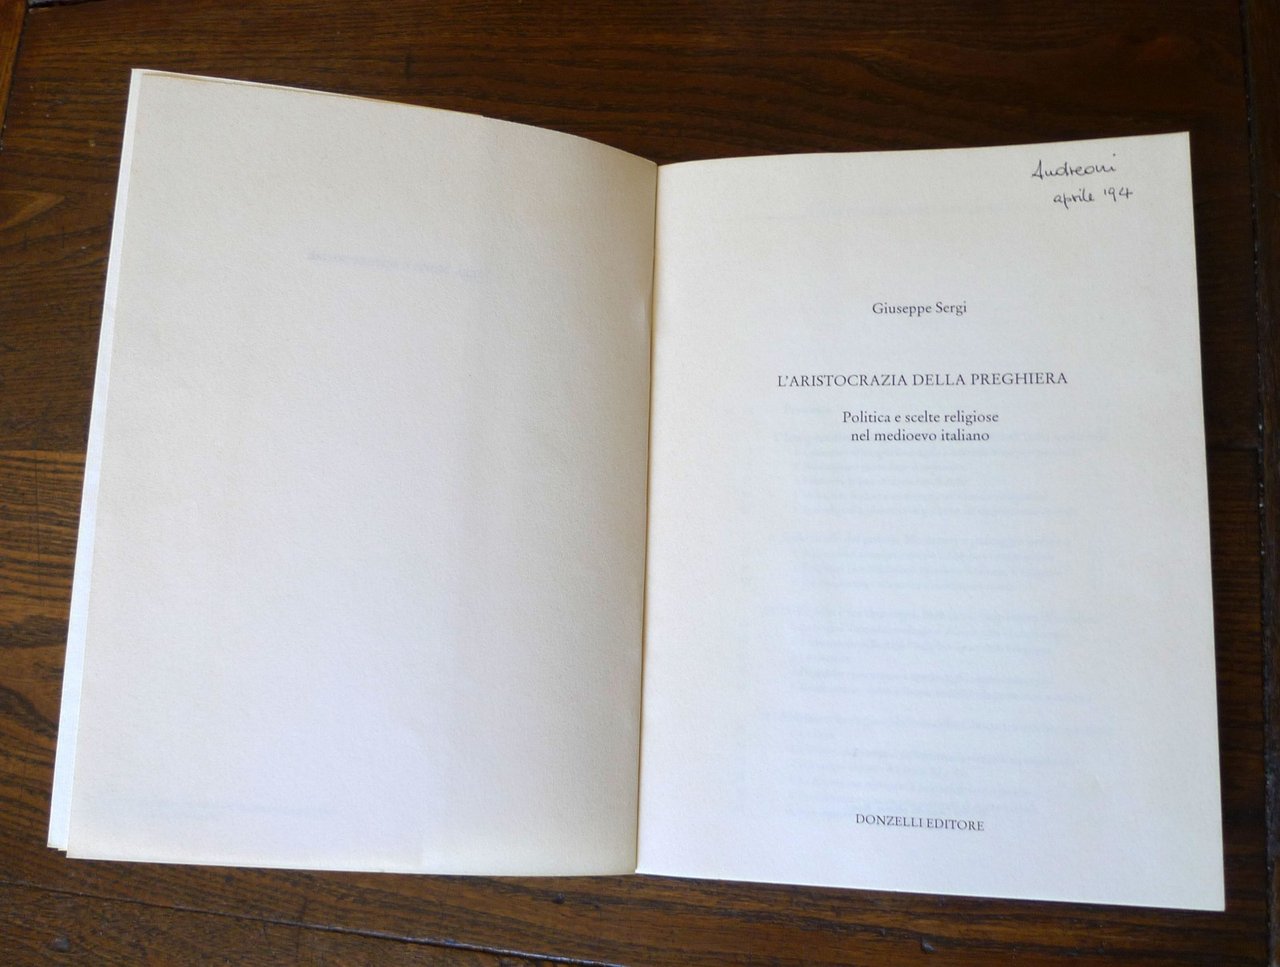 Andreoni
aprile '94
Giuseppe Sergi
L'ARISTOCRAZIA DELLA PREGHIERA
Politica e scelte religiose
nel medioevo italiano
DONZELLI EDITORE